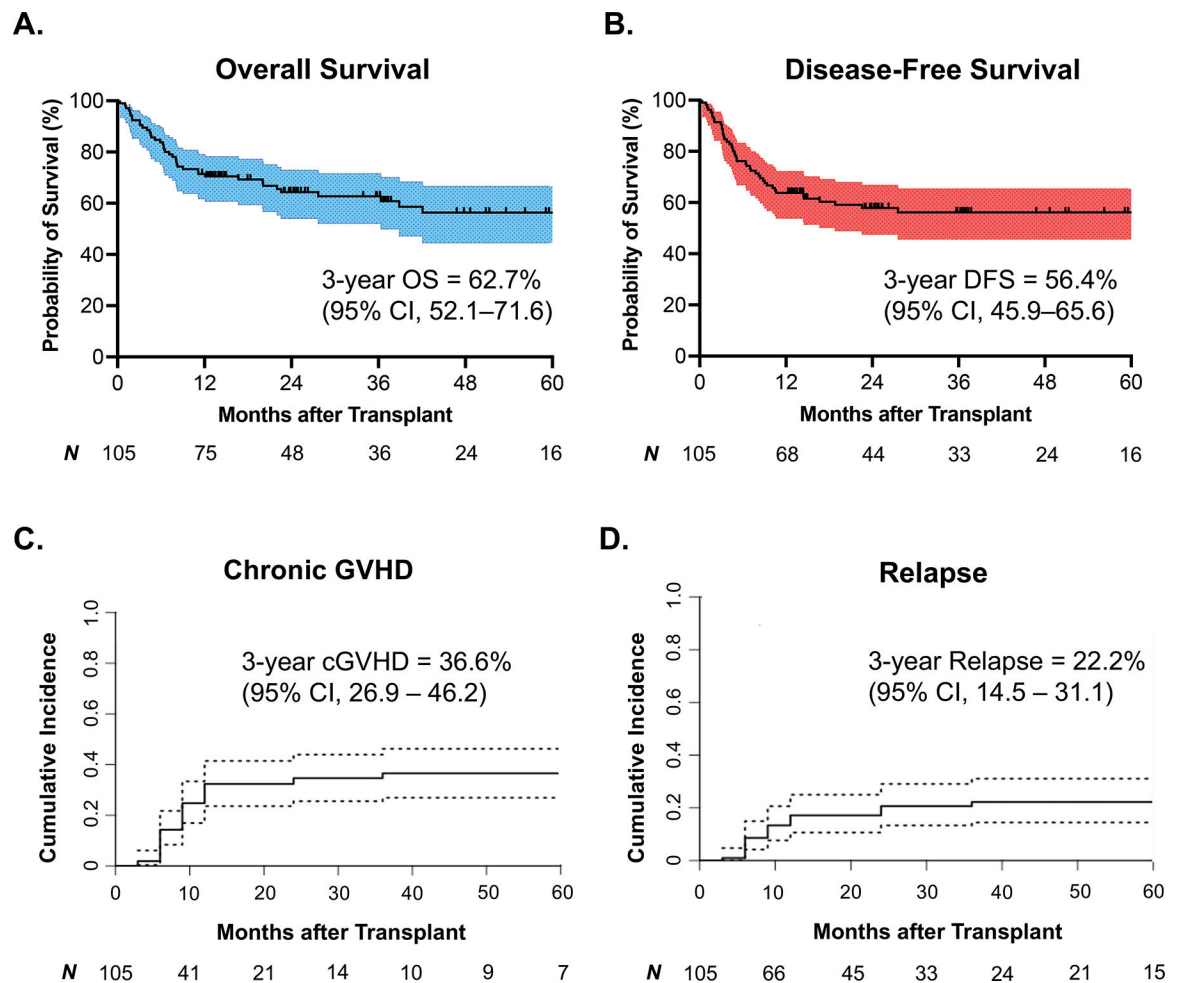 A.
Overall Survival
Probability of Survival (%)
100
80
60
40
20
0
0 12 24 36 48 60
3-year OS = 62.7%
(95% CI, 52.1–71.6)
Months after Transplant
N 105 75 48 36 24 16
B.
Disease-Free Survival
Probability of Survival (%)
100
80
60
40
20
0
0 12 24 36 48 60
3-year DFS = 56.4%
(95% CI, 45.9–65.6)
Months after Transplant
N 105 68 44 33 24 16
C.
Chronic GVHD
Cumulative Incidence
1.0
0.8
0.6
0.4
0.2
0
0 10 20 30 40 50 60
3-year cGVHD = 36.6%
(95% CI, 26.9 – 46.2)
Months after Transplant
N 105 41 21 14 10 9 7
D.
Relapse
Cumulative Incidence
1.0
0.8
0.6
0.4
0.2
0
0 10 20 30 40 50 60
3-year Relapse = 22.2%
(95% CI, 14.5 – 31.1)
Months after Transplant
N 105 66 45 33 24 21 15